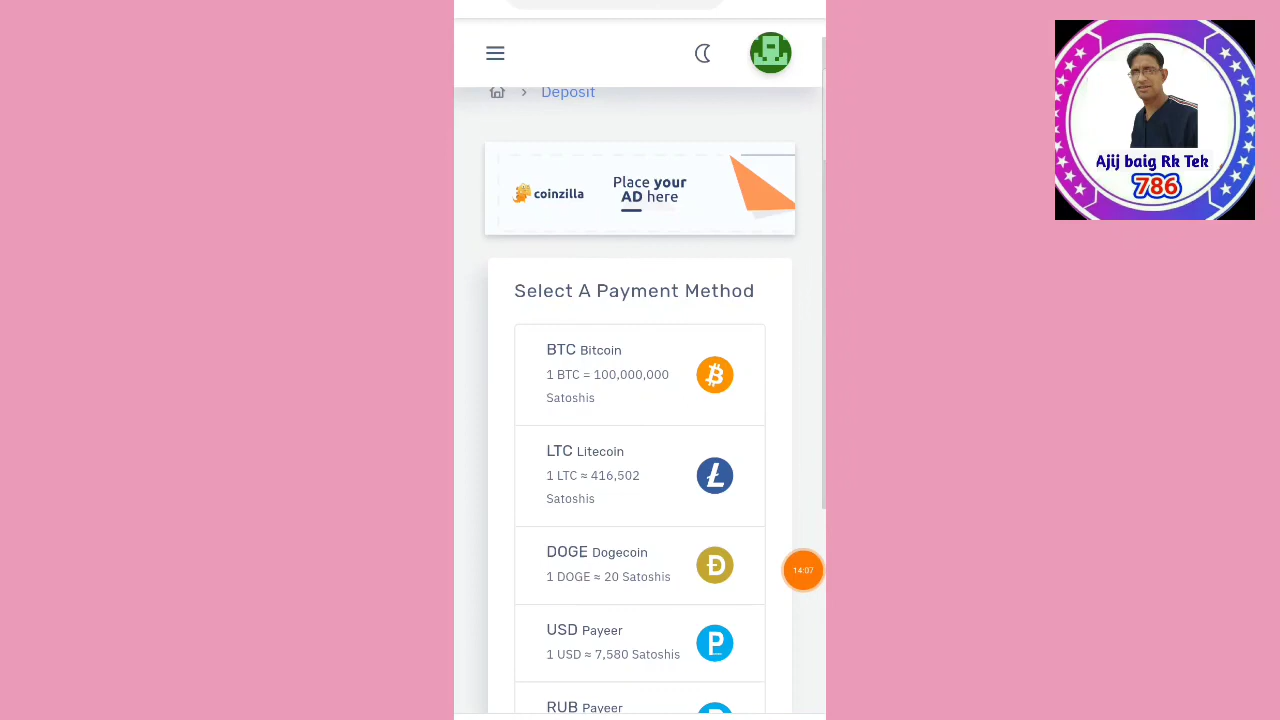 Deposit
coinzilla
Place your
AD here
Select A Payment Method
BTC Bitcoin
1 BTC = 100,000,000
Satoshis
LTC Litecoin
1 LTC ≈ 416,502
Satoshis
DOGE Dogecoin
1 DOGE ≈ 20 Satoshis
USD Payeer
1 USD ≈ 7,580 Satoshis
RUB Payeer
14:07
Ajij baig Rk Tek
786